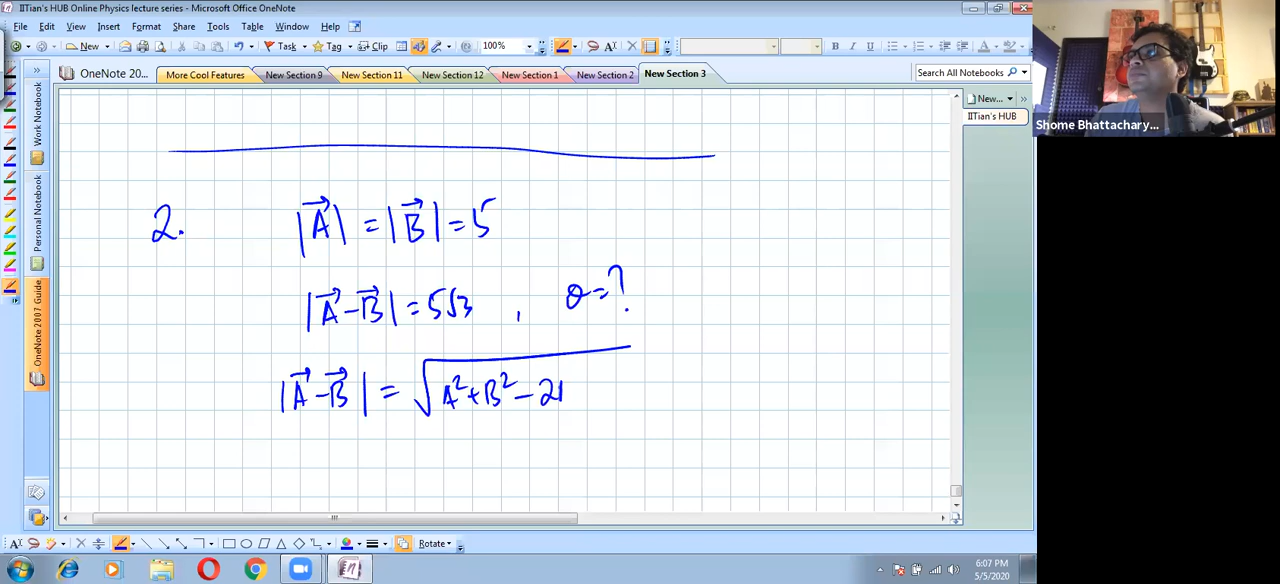 IITian's HUB Online Physics lecture series - Microsoft Office OneNote
File Edit View Insert Format Share Tools Table Window Help
New Task Tag Clip 100% B I U
OneNote 20... More Cool Features New Section 9 New Section 11 New Section 12 New Section 1 New Section 2 New Section 3 Search All Notebooks
New...
IITian's HUB
Shome Bhattachary...
Work Notebook
Personal Notebook
OneNote 2007 Guide
2. |A⃗| = |B⃗| = 5
|A⃗-B⃗| = 5√3 , θ=?
|A⃗-B⃗| = √A²+B²-2
Rotate
6:07 PM
5/5/2020